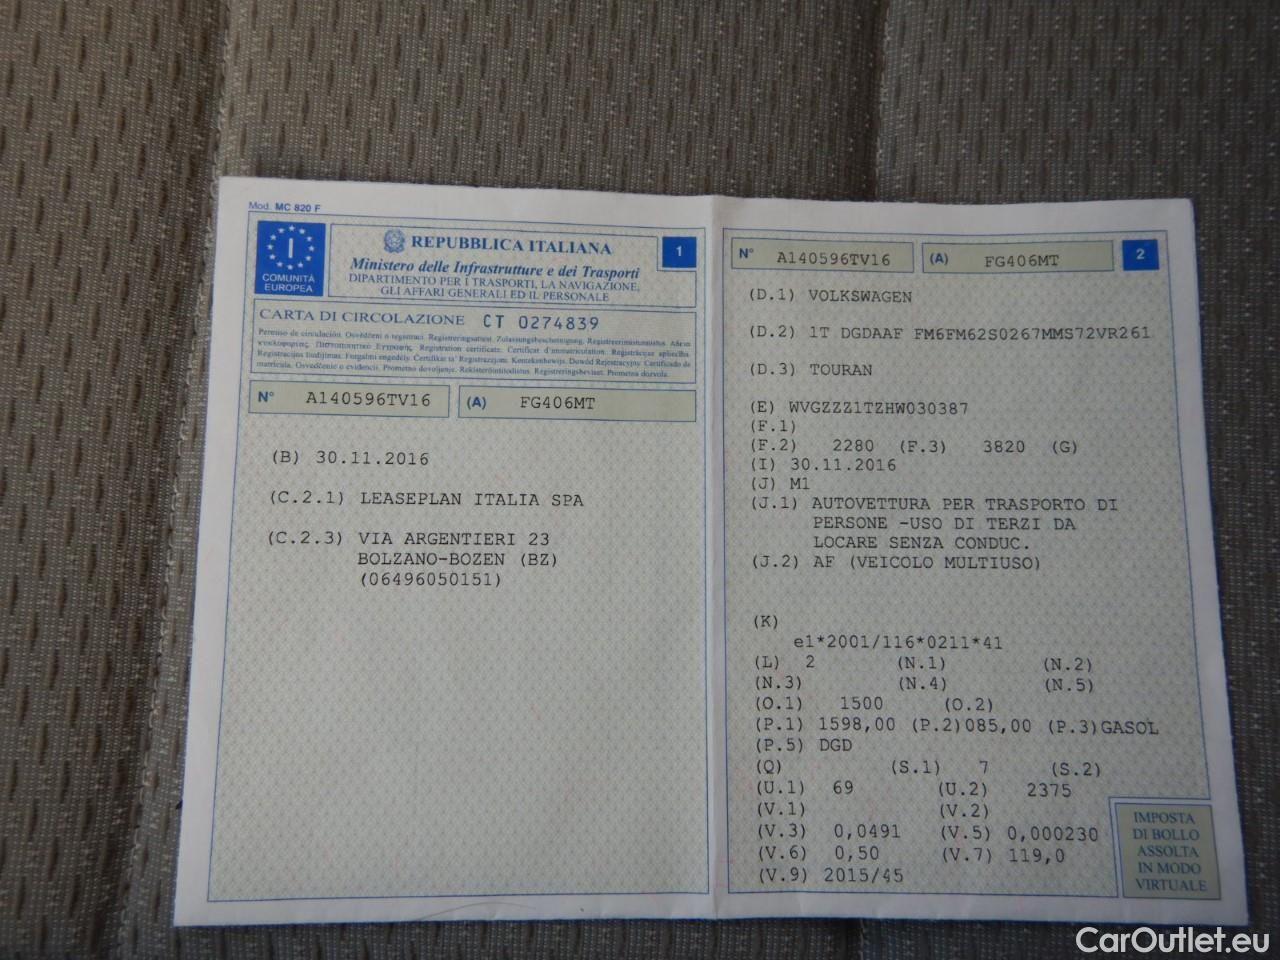 Mod. MC 820 F
I
COMUNITÀ
EUROPEA
REPUBBLICA ITALIANA
1
Ministero delle Infrastrutture e dei Trasporti
DIPARTIMENTO PER I TRASPORTI, LA NAVIGAZIONE,
GLI AFFARI GENERALI ED IL PERSONALE
CARTA DI CIRCOLAZIONE CT 0274839
N° A140596TV16 (A) FG406MT
(B) 30.11.2016
(C.2.1) LEASEPLAN ITALIA SPA
(C.2.3) VIA ARGENTIERI 23
BOLZANO-BOZEN (BZ)
(06496050151)
N° A140596TV16 (A) FG406MT 2
(D.1) VOLKSWAGEN
(D.2) 1T DGDAAF FM6FM62S0267MMS72VR261
(D.3) TOURAN
(E) WVGZZZ1TZHW030387
(F.1)
(F.2) 2280 (F.3) 3820 (G)
(I) 30.11.2016
(J) M1
(J.1) AUTOVETTURA PER TRASPORTO DI
PERSONE -USO DI TERZI DA
LOCARE SENZA CONDUC.
(J.2) AF (VEICOLO MULTIUSO)
(K)
e1*2001/116*0211*41
(L) 2 (N.1) (N.2)
(N.3) (N.4) (N.5)
(O.1) 1500 (O.2)
(P.1) 1598,00 (P.2)085,00 (P.3)GASOL
(P.5) DGD
(Q) (S.1) 7 (S.2)
(U.1) 69 (U.2) 2375
(V.1) (V.2)
(V.3) 0,0491 (V.5) 0,000230
(V.6) 0,50 (V.7) 119,0
(V.9) 2015/45
IMPOSTA
DI BOLLO
ASSOLTA
IN MODO
VIRTUALE
CarOutlet.eu